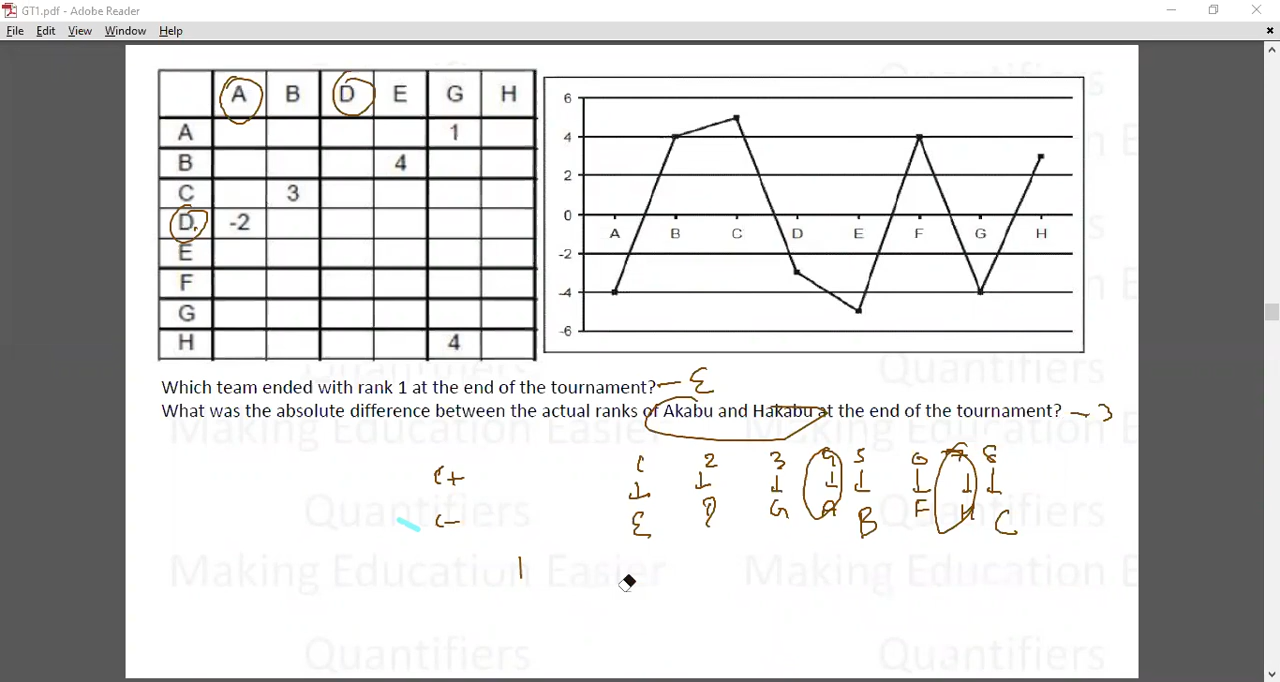 GT1.pdf - Adobe Reader
File Edit View Window Help
A B D E G H
A 1
B 4
C 3
D -2
E
F
G
H 4
6
4
2
0
-2
-4
-6
A B C D E F G H
Which team ended with rank 1 at the end of the tournament? - E
What was the absolute difference between the actual ranks of Akabu and Hakabu at the end of the tournament? - 3
1 2 3 4 5 6 7 8
E D G A B F H C
1
Quantifiers
Making Education Easier